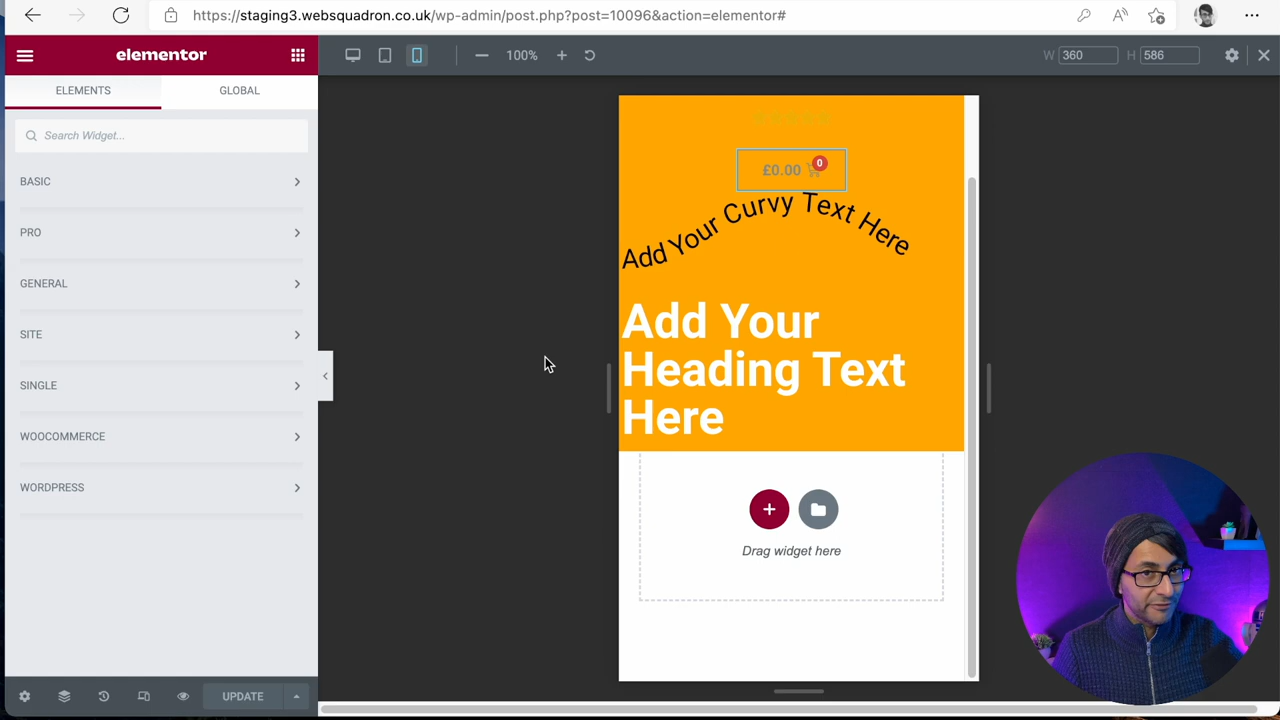 https://staging3.websquadron.co.uk/wp-admin/post.php?post=10096&action=elementor#
elementor
100%
W 360 H 586
ELEMENTS GLOBAL
Search Widget...
BASIC
PRO
GENERAL
SITE
SINGLE
WOOCOMMERCE
WORDPRESS
£0.00 0
Add Your Curvy Text Here
Add Your
Heading Text
Here
Drag widget here
UPDATE